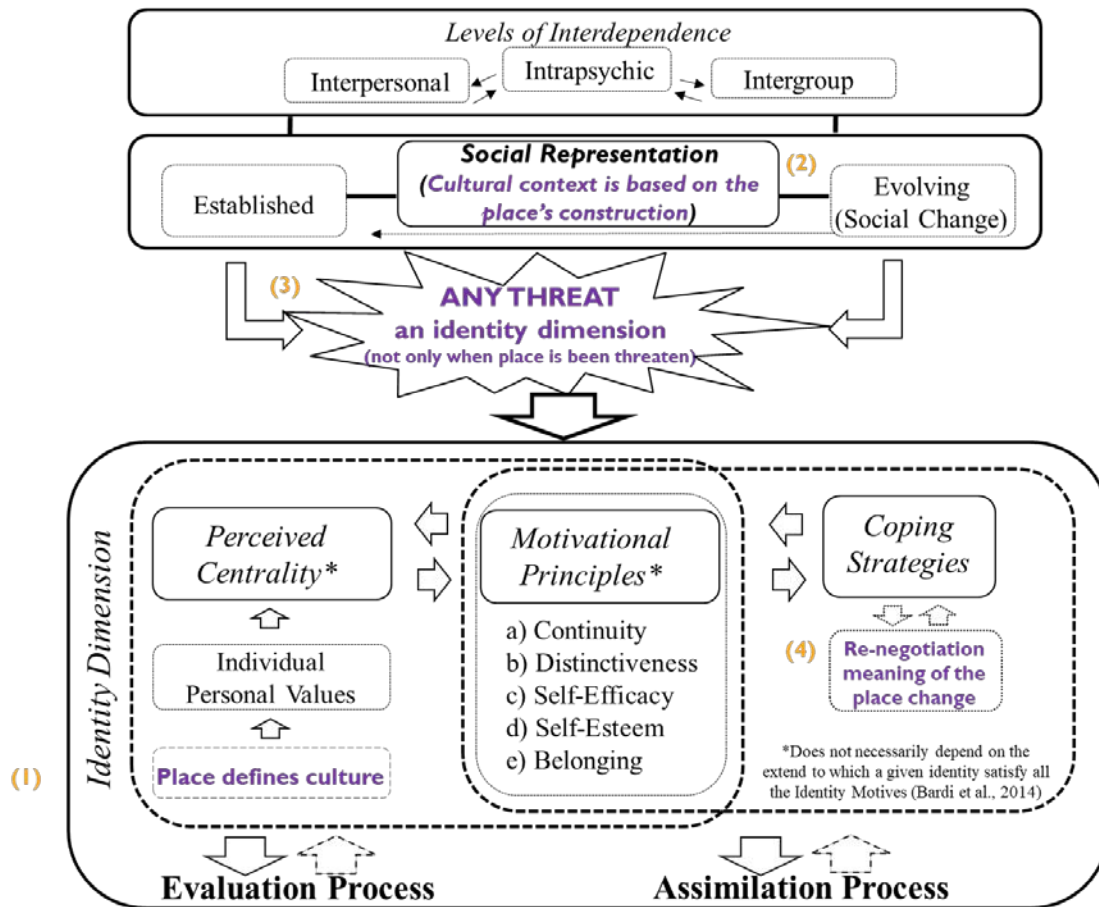 Levels of Interdependence
Interpersonal
Intrapsychic
Intergroup
Established
Social Representation
(Cultural context is based on the
place's construction)
(2)
Evolving
(Social Change)
(3)
ANY THREAT
an identity dimension
(not only when place is been threaten)
Identity Dimension
(1)
Perceived
Centrality*
Individual
Personal Values
Place defines culture
Motivational
Principles*
a) Continuity
b) Distinctiveness
c) Self-Efficacy
d) Self-Esteem
e) Belonging
Coping
Strategies
(4)
Re-negotiation
meaning of the
place change
*Does not necessarily depend on the
extend to which a given identity satisfy all
the Identity Motives (Bardi et al., 2014)
Evaluation Process
Assimilation Process